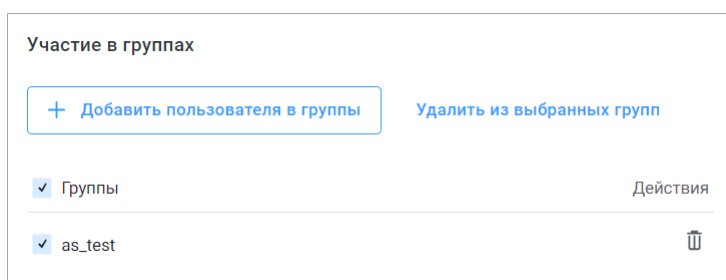 Участие в группах
Добавить пользователя в группы Удалить из выбранных групп
Группы Действия
as_test